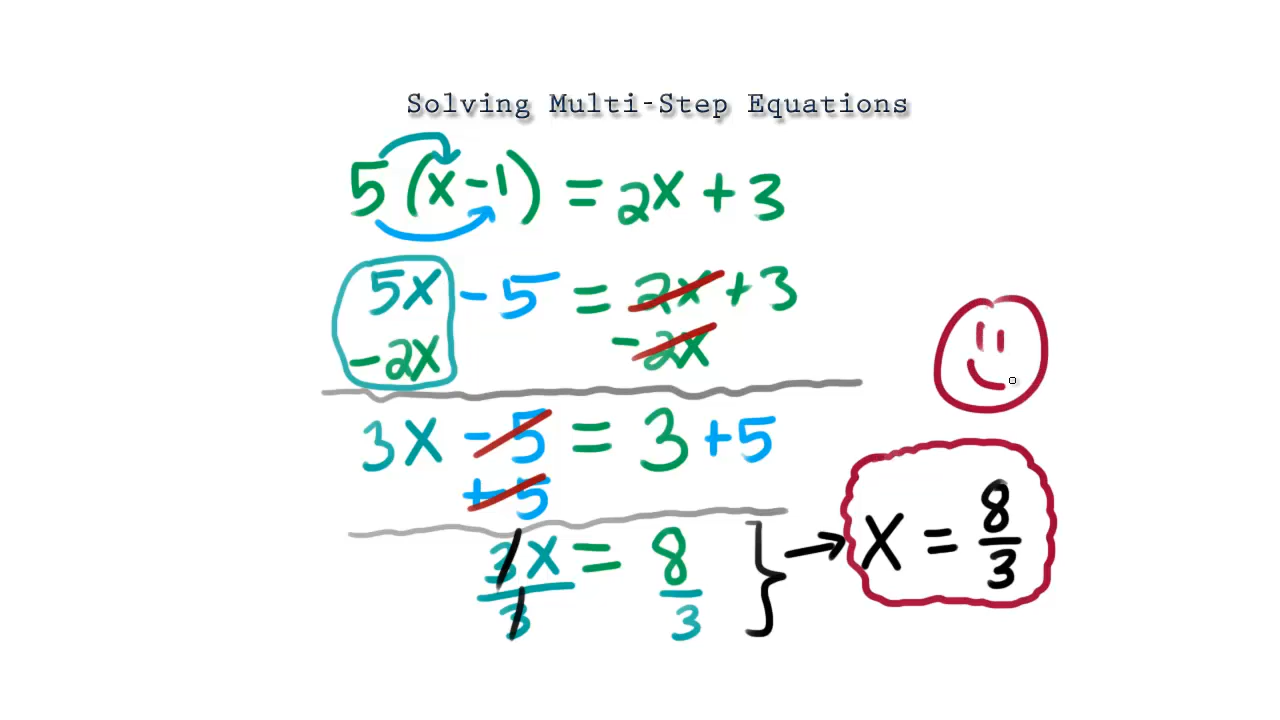 Solving Multi-Step Equations
5(x-1) = 2x + 3
5x - 5 = 2x + 3
-2x - 2x
3x - 5 = 3 + 5
+ 5
3x = 8
3 3
x = 8
3